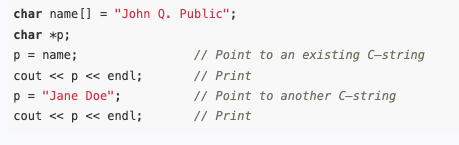 char name[] = "John Q. Public";
char *p;
p = name;                // Point to an existing C–string
cout << p << endl;       // Print
p = "Jane Doe";          // Point to another C–string
cout << p << endl;       // Print